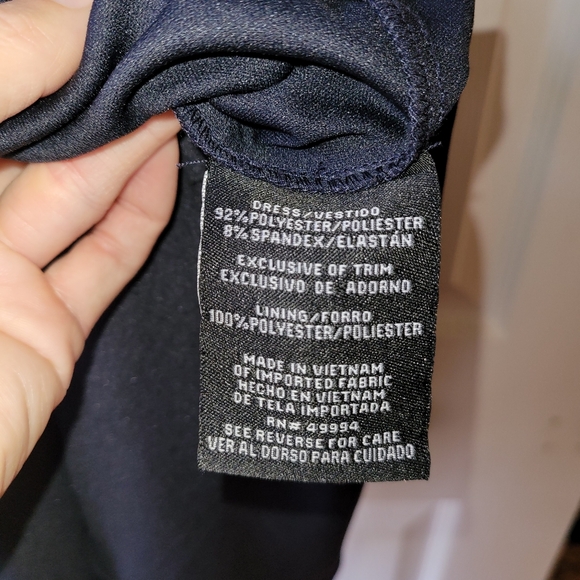 DRESS/VESTIDO
92%POLYESTER/POLIESTER
8%SPANDEX/ELASTÁN
EXCLUSIVE OF TRIM
EXCLUSIVO DE ADORNO
LINING/FORRO
100%POLYESTER/POLIESTER
MADE IN VIETNAM
OF IMPORTED FABRIC
HECHO EN VIETNAM
DE TELA IMPORTADA
RN# 49994
SEE REVERSE FOR CARE
VER AL DORSO PARA CUIDADO